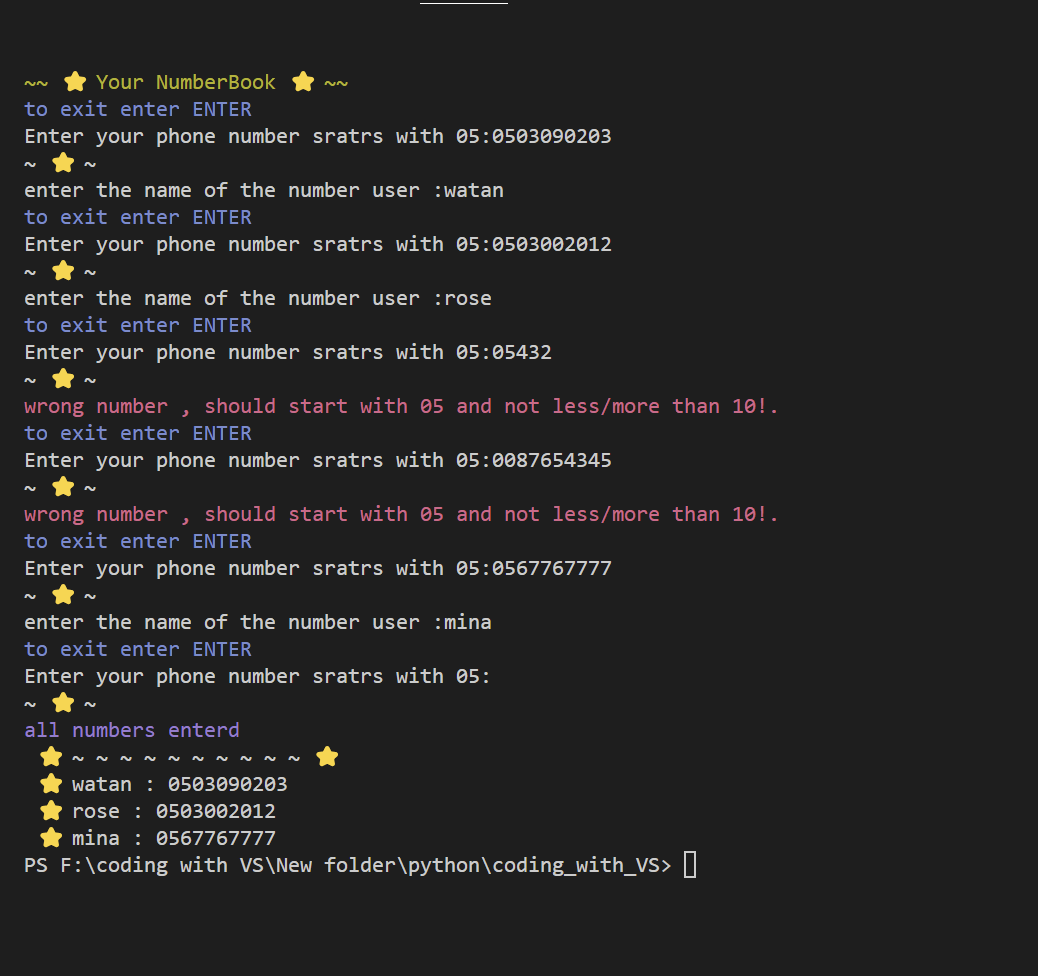 ~~ ⭐ Your NumberBook ⭐ ~~
to exit enter ENTER
Enter your phone number sratrs with 05:0503090203
~ ⭐ ~
enter the name of the number user :watan
to exit enter ENTER
Enter your phone number sratrs with 05:0503002012
~ ⭐ ~
enter the name of the number user :rose
to exit enter ENTER
Enter your phone number sratrs with 05:05432
~ ⭐ ~
wrong number , should start with 05 and not less/more than 10!.
to exit enter ENTER
Enter your phone number sratrs with 05:0087654345
~ ⭐ ~
wrong number , should start with 05 and not less/more than 10!.
to exit enter ENTER
Enter your phone number sratrs with 05:0567767777
~ ⭐ ~
enter the name of the number user :mina
to exit enter ENTER
Enter your phone number sratrs with 05:
~ ⭐ ~
all numbers enterd
⭐ ~ ~ ~ ~ ~ ~ ~ ~ ~ ~ ⭐
⭐ watan : 0503090203
⭐ rose : 0503002012
⭐ mina : 0567767777
PS F:\coding with VS\New folder\python\coding_with_VS>